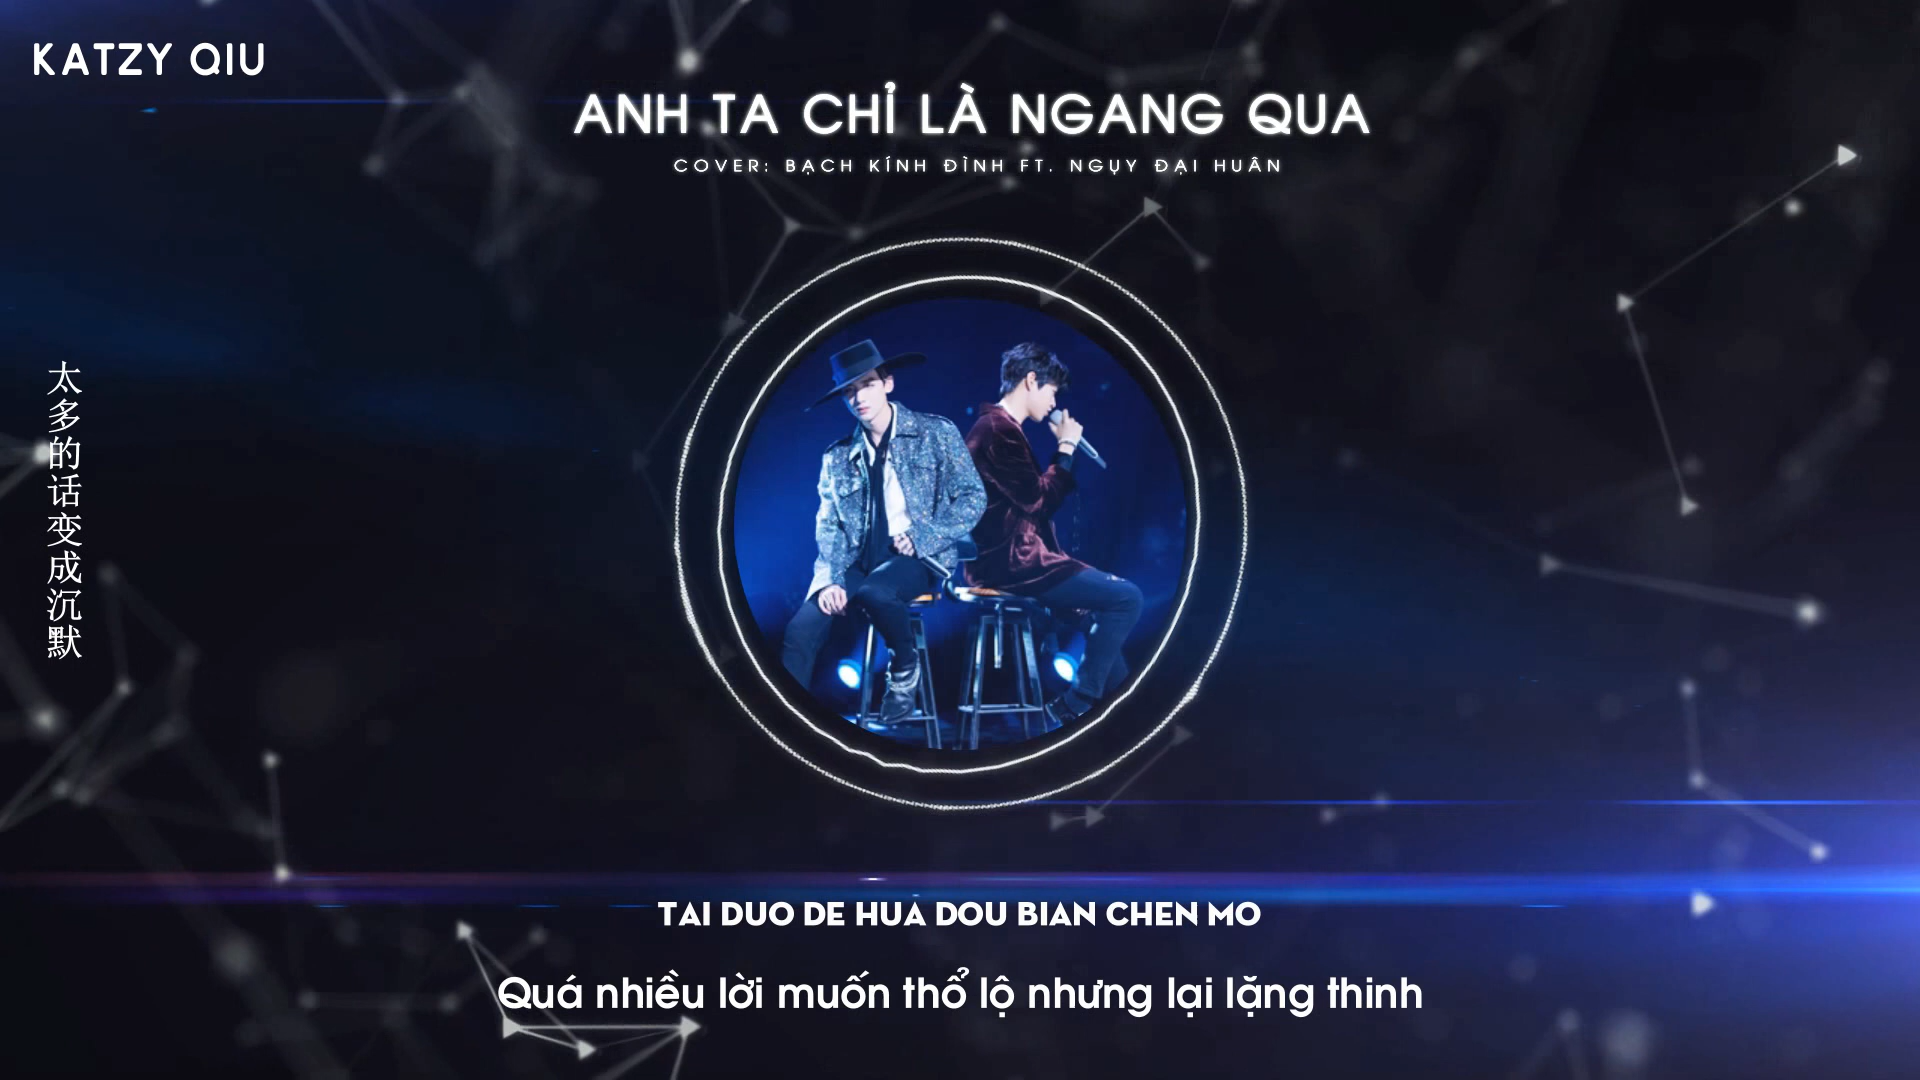 KATZY QIU
ANH TA CHỈ LÀ NGANG QUA
COVER: BẠCH KÍNH ĐÌNH FT. NGỤY ĐẠI HUÂN
太多的话变成沉默
TAI DUO DE HUA DOU BIAN CHEN MO
Quá nhiều lời muốn thổ lộ nhưng lại lặng thinh